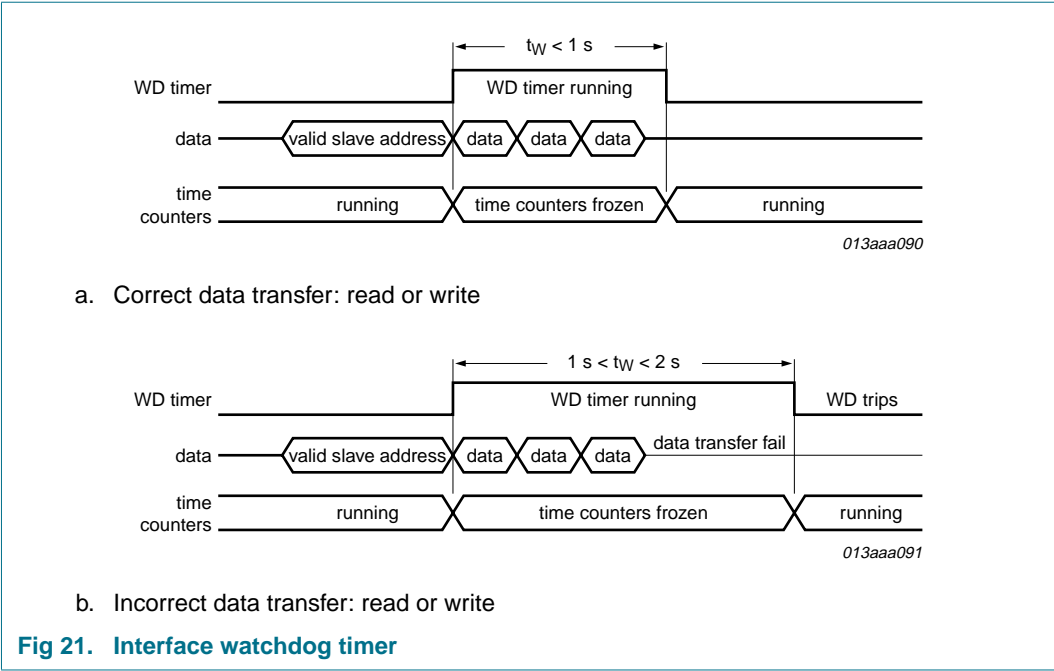 tW < 1 s
WD timer WD timer running
data valid slave address data data data
time
counters running time counters frozen running
013aaa090
a. Correct data transfer: read or write
1 s < tW < 2 s
WD timer WD timer running WD trips
data valid slave address data data data data transfer fail
time
counters running time counters frozen running
013aaa091
b. Incorrect data transfer: read or write
Fig 21. Interface watchdog timer